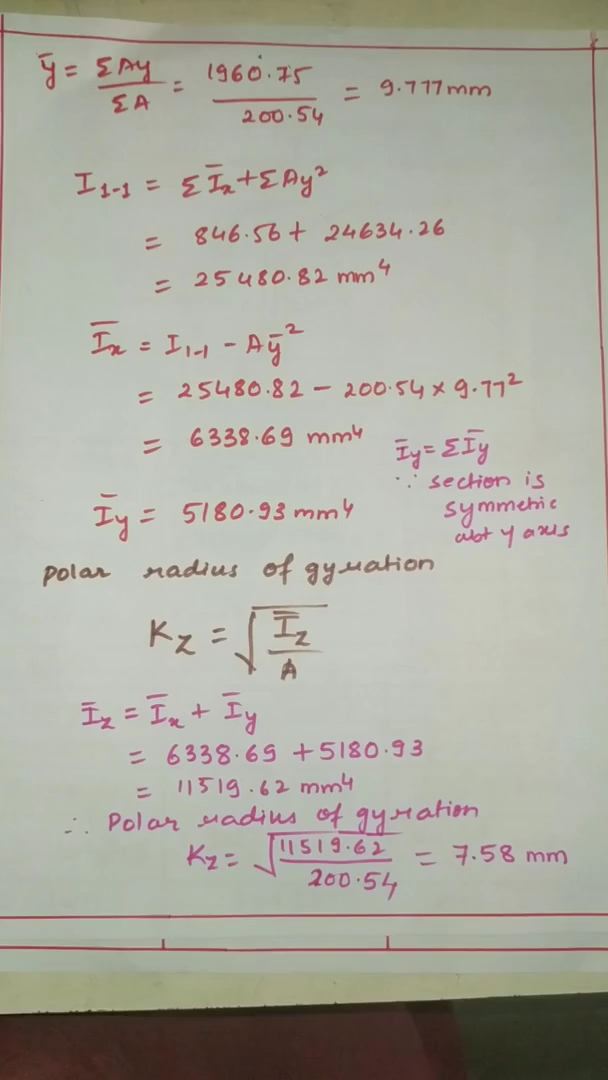 ȳ = ΣAy / ΣA = 1960.75 / 200.54 = 9.777mm
I₁₋₁ = ΣĪx + ΣAy²
= 846.56 + 24634.26
= 25480.82 mm⁴
Īx = I₁₋₁ - Aȳ²
= 25480.82 - 200.54 × 9.77²
= 6338.69 mm⁴
Īy = ΣĪy
∵ section is
symmetric
abt y axis
Īy = 5180.93 mm⁴
Polar radius of gyration
Kz = √(Īz / A)
Īz = Īx + Īy
= 6338.69 + 5180.93
= 11519.62 mm⁴
∴ Polar radius of gyration
Kz = √(11519.62 / 200.54) = 7.58 mm